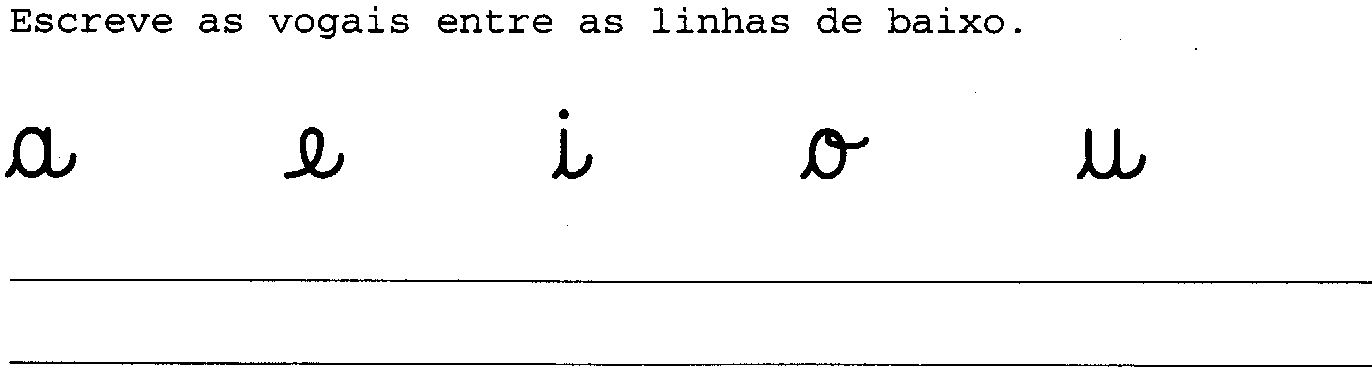 Escreve as vogais entre as linhas de baixo.
a e i o u